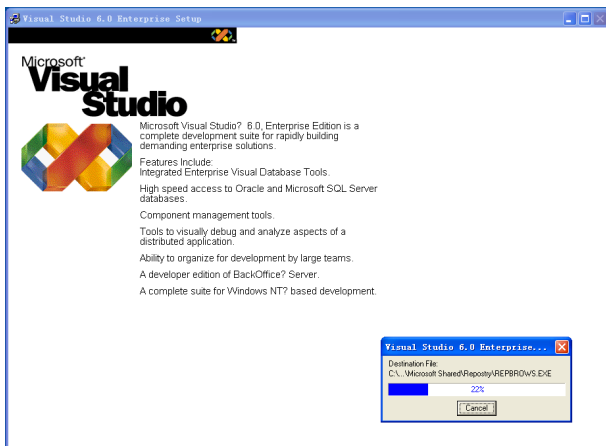 Visual Studio 6.0 Enterprise Setup
Microsoft
Visual
Studio
Microsoft Visual Studio? 6.0, Enterprise Edition is a
complete development suite for rapidly building
demanding enterprise solutions.
Features Include:
Integrated Enterprise Visual Database Tools.
High speed access to Oracle and Microsoft SQL Server
databases.
Component management tools.
Tools to visually debug and analyze aspects of a
distributed application.
Ability to organize for development by large teams.
A developer edition of BackOffice? Server.
A complete suite for Windows NT? based development.
Visual Studio 6.0 Enterprise...
Destination File:
C:\...\Microsoft Shared\Repostry\REPBROWS.EXE
22%
Cancel